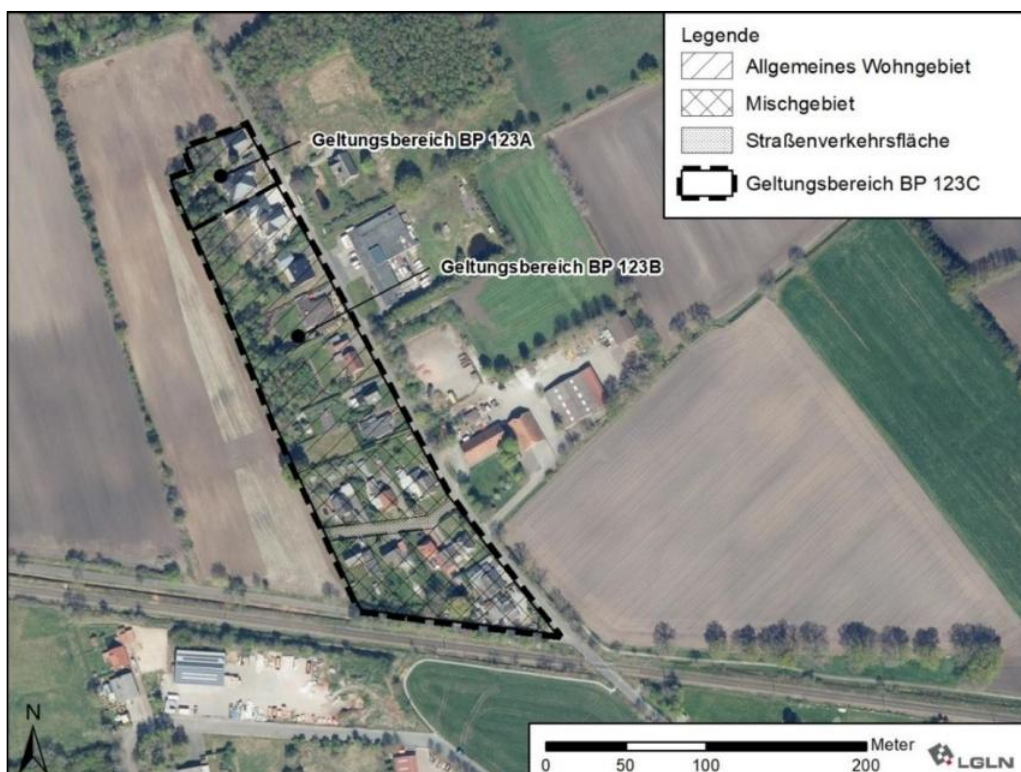 Legende
Allgemeines Wohngebiet
Mischgebiet
Straßenverkehrsfläche
Geltungsbereich BP 123C
Geltungsbereich BP 123A
Geltungsbereich BP 123B
N
Meter
0 50 100 200
LGLN